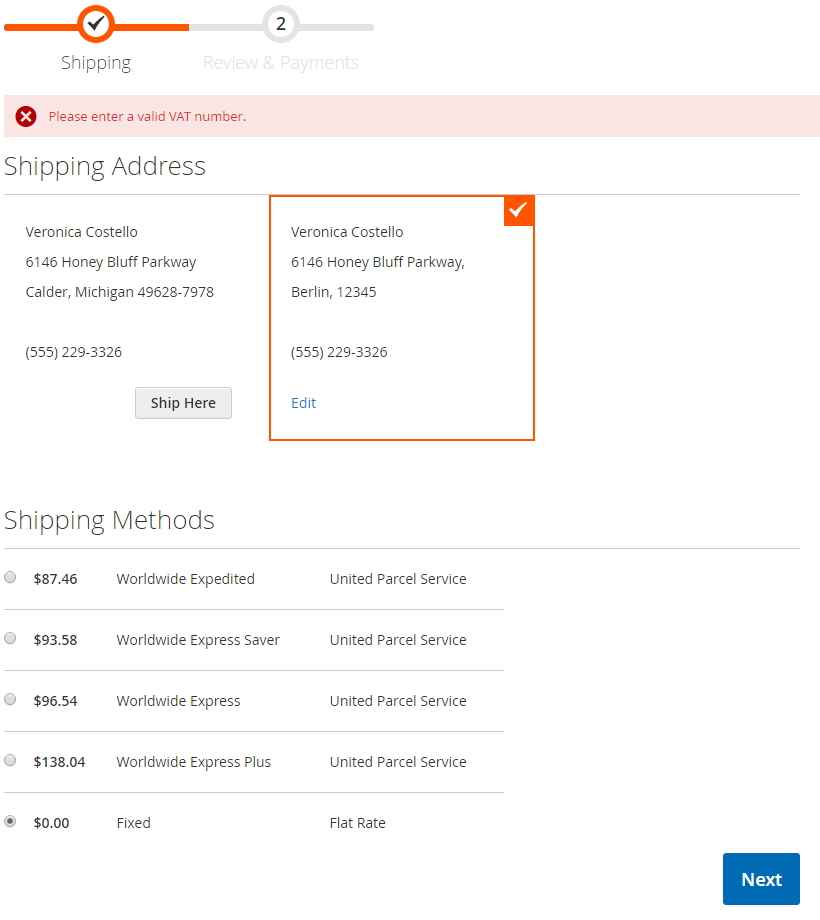 2
Shipping
Review & Payments
Please enter a valid VAT number.
Shipping Address
Veronica Costello
6146 Honey Bluff Parkway
Calder, Michigan 49628-7978
(555) 229-3326
Ship Here
Veronica Costello
6146 Honey Bluff Parkway,
Berlin, 12345
(555) 229-3326
Edit
Shipping Methods
$87.46 Worldwide Expedited United Parcel Service
$93.58 Worldwide Express Saver United Parcel Service
$96.54 Worldwide Express United Parcel Service
$138.04 Worldwide Express Plus United Parcel Service
$0.00 Fixed Flat Rate
Next